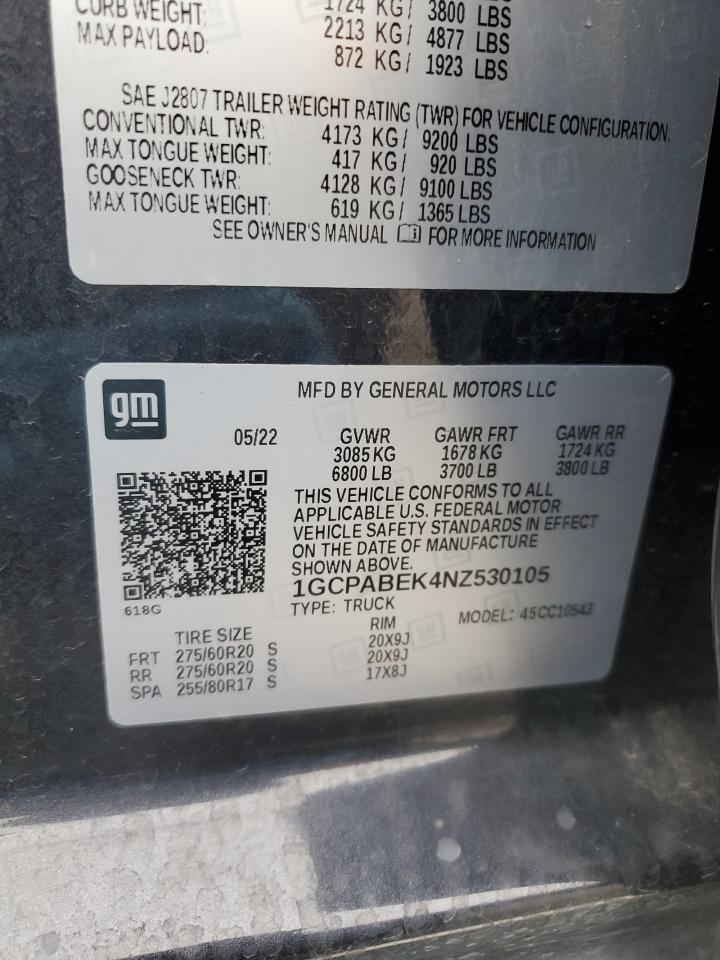 1724 KG/ 3800 LBS
CURB WEIGHT: 2213 KG/ 4877 LBS
MAX PAYLOAD: 872 KG/ 1923 LBS
SAE J2807 TRAILER WEIGHT RATING (TWR) FOR VEHICLE CONFIGURATION.
CONVENTIONAL TWR: 4173 KG/ 9200 LBS
MAX TONGUE WEIGHT: 417 KG/ 920 LBS
GOOSENECK TWR: 4128 KG/ 9100 LBS
MAX TONGUE WEIGHT: 619 KG/ 1365 LBS
SEE OWNER'S MANUAL FOR MORE INFORMATION
gm
MFD BY GENERAL MOTORS LLC
05/22 GVWR GAWR FRT GAWR RR
3085 KG 1678 KG 1724 KG
6800 LB 3700 LB 3800 LB
THIS VEHICLE CONFORMS TO ALL
APPLICABLE U.S. FEDERAL MOTOR
VEHICLE SAFETY STANDARDS IN EFFECT
ON THE DATE OF MANUFACTURE
SHOWN ABOVE.
1GCPABEK4NZ530105
618G
TYPE: TRUCK MODEL: 45CC10543
TIRE SIZE RIM
FRT 275/60R20 S 20X9J
RR 275/60R20 S 20X9J
SPA 255/80R17 S 17X8J